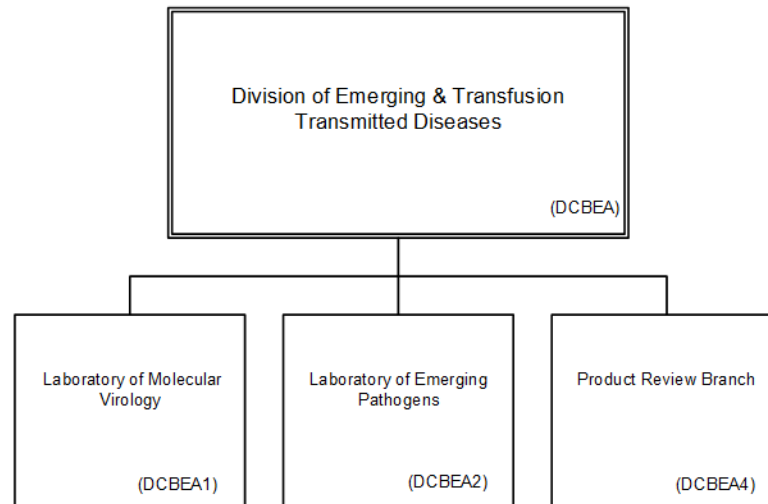 Division of Emerging & Transfusion
Transmitted Diseases
(DCBEA)
Laboratory of Molecular
Virology
(DCBEA1)
Laboratory of Emerging
Pathogens
(DCBEA2)
Product Review Branch
(DCBEA4)